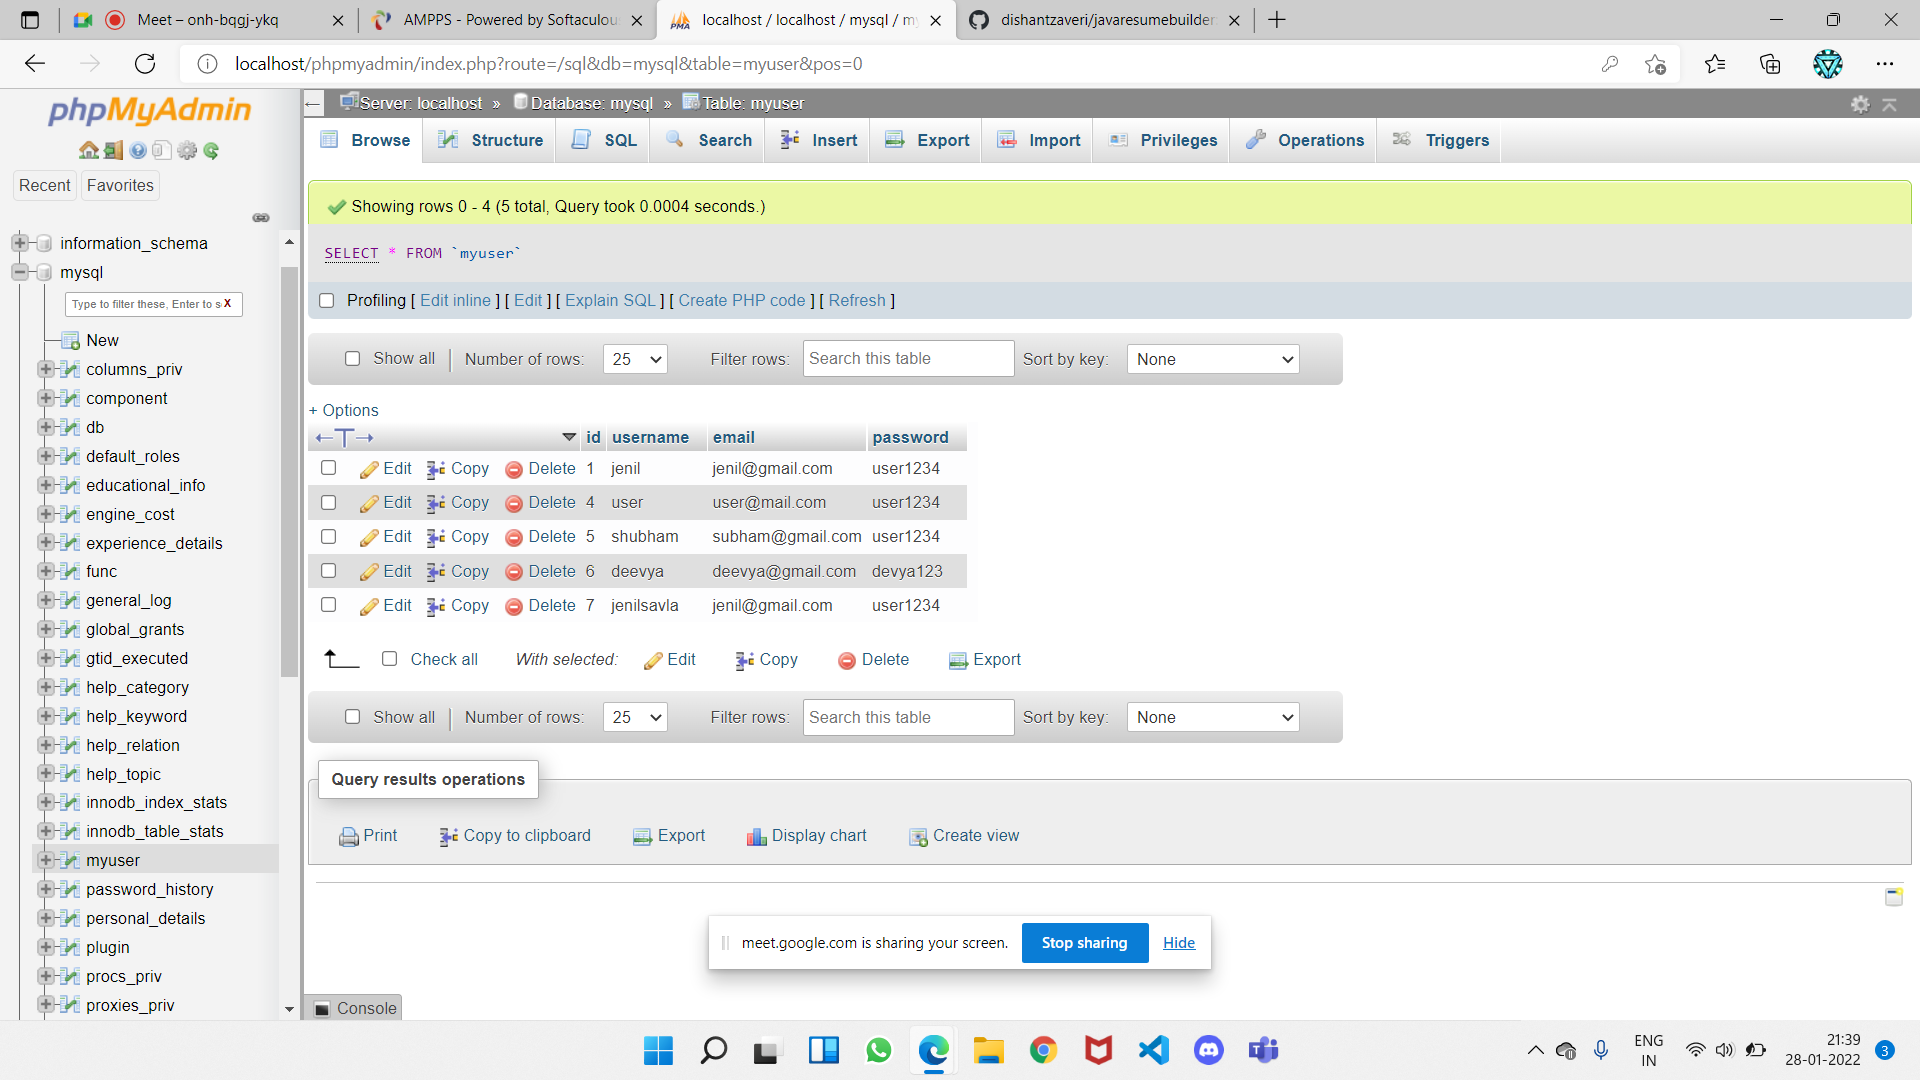 Meet – onh-bqgj-ykq
AMPPS - Powered by Softaculous
localhost / localhost / mysql / my
dishantzaveri/javaresumebuilder
localhost/phpmyadmin/index.php?route=/sql&db=mysql&table=myuser&pos=0
phpMyAdmin
Recent
Favorites
information_schema
mysql
Type to filter these, Enter to s X
New
columns_priv
component
db
default_roles
educational_info
engine_cost
experience_details
func
general_log
global_grants
gtid_executed
help_category
help_keyword
help_relation
help_topic
innodb_index_stats
innodb_table_stats
myuser
password_history
personal_details
plugin
procs_priv
proxies_priv
Server: localhost » Database: mysql » Table: myuser
Browse Structure SQL Search Insert Export Import Privileges Operations Triggers
Showing rows 0 - 4 (5 total, Query took 0.0004 seconds.)
SELECT * FROM `myuser`
Profiling [ Edit inline ] [ Edit ] [ Explain SQL ] [ Create PHP code ] [ Refresh ]
Show all | Number of rows: 25 Filter rows: Search this table Sort by key: None
+ Options
←T→ id username email password
Edit Copy Delete 1 jenil jenil@gmail.com user1234
Edit Copy Delete 4 user user@mail.com user1234
Edit Copy Delete 5 shubham subham@gmail.com user1234
Edit Copy Delete 6 deevya deevya@gmail.com devya123
Edit Copy Delete 7 jenilsavla jenil@gmail.com user1234
Check all With selected: Edit Copy Delete Export
Show all | Number of rows: 25 Filter rows: Search this table Sort by key: None
Query results operations
Print Copy to clipboard Export Display chart Create view
meet.google.com is sharing your screen. Stop sharing Hide
Console
ENG
IN
21:39
28-01-2022
3